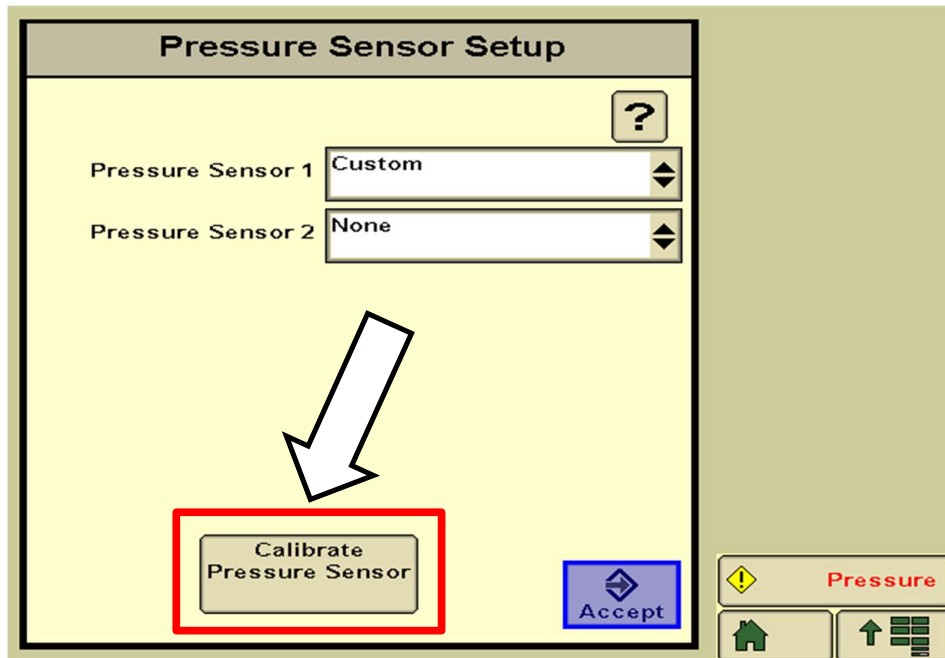 Pressure Sensor Setup
?
Pressure Sensor 1 Custom
Pressure Sensor 2 None
Calibrate
Pressure Sensor
Accept
! Pressure